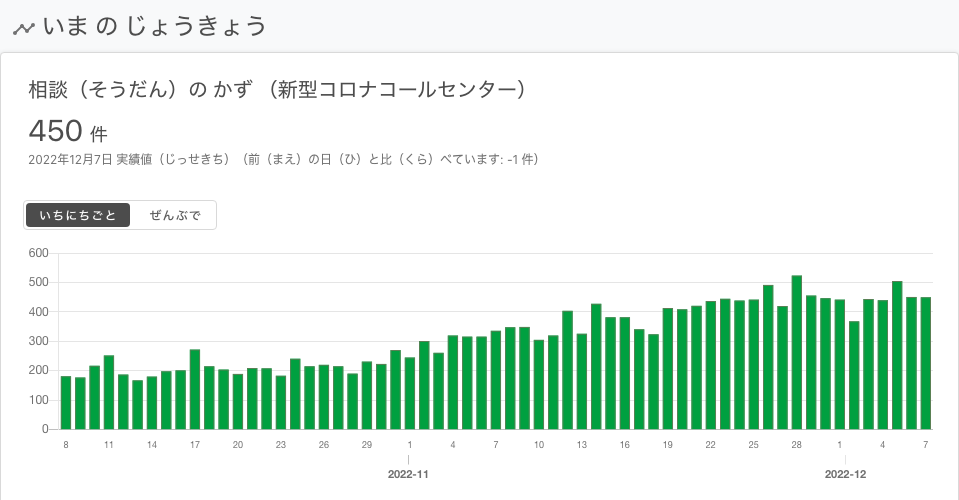 いま の じょうきょう
相談（そうだん）の かず （新型コロナコールセンター）
450 件
2022年12月7日 実績値（じっせきち）（前（まえ）の日（ひ）と比（くら）べています: -1 件）
いちにちごと ぜんぶで
600
500
400
300
200
100
0
8 11 14 17 20 23 26 29 1 4 7 10 13 16 19 22 25 28 1 4 7
2022-11 2022-12